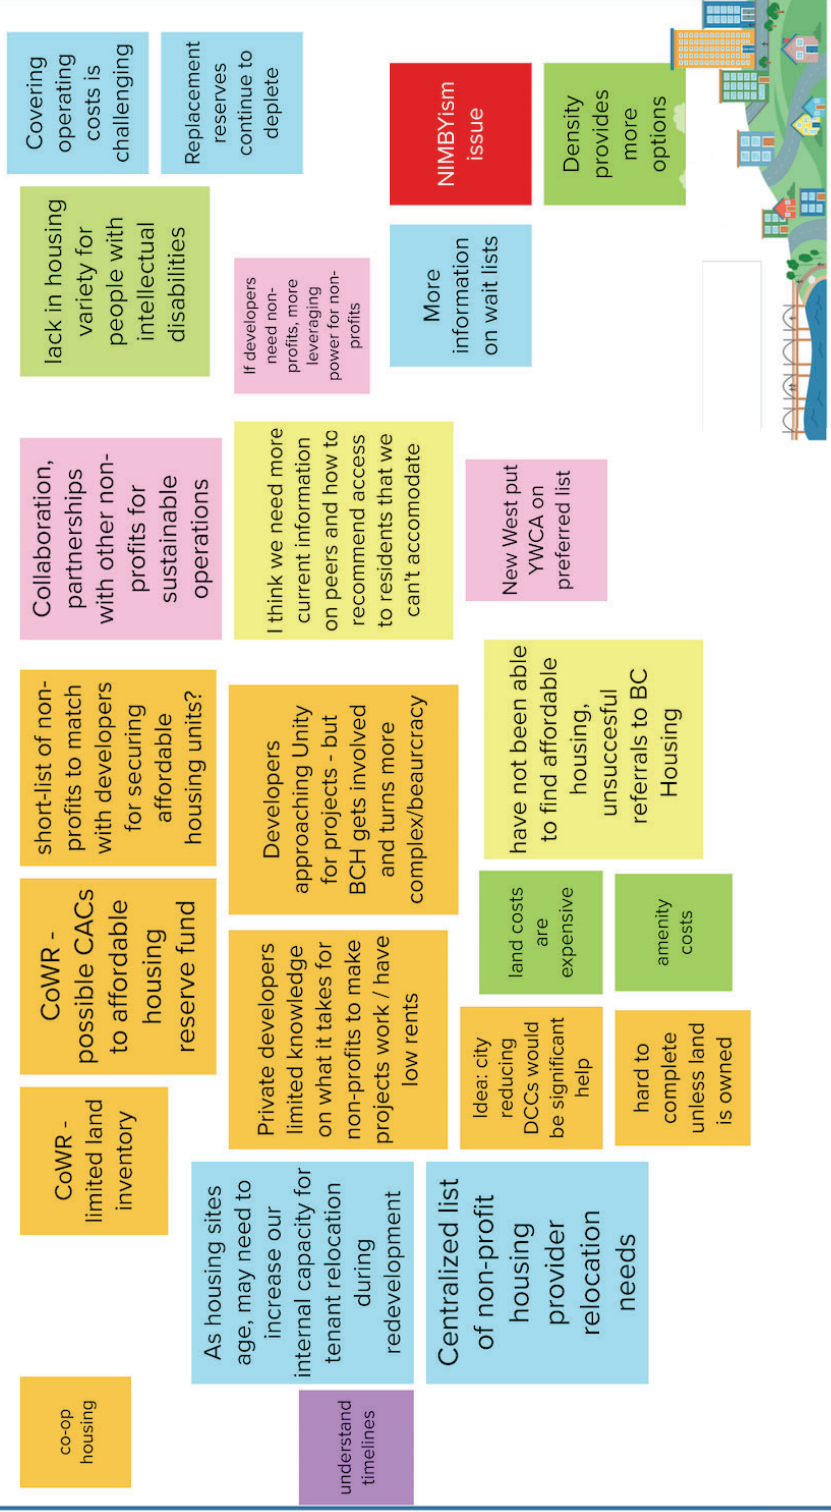 co-op
housing
CoWR -
limited land
inventory
CoWR -
possible CACs
to affordable
housing
reserve fund
short-list of non-
profits to match
with developers
for securing
affordable
housing units?
Collaboration,
partnerships
with other non-
profits for
sustainable
operations
lack in housing
variety for
people with
intellectual
disabilities
Covering
operating
costs is
challenging
Replacement
reserves
continue to
deplete
understand
timelines
As housing sites
age, may need to
increase our
internal capacity for
tenant relocation
during
redevelopment
Private developers
limited knowledge
on what it takes for
non-profits to make
projects work / have
low rents
Developers
approaching Unity
for projects - but
BCH gets involved
and turns more
complex/beaurcracy
I think we need more
current information
on peers and how to
recommend access
to residents that we
can't accomodate
If developers
need non-
profits, more
leveraging
power for non-
profits
Centralized list
of non-profit
housing
provider
relocation
needs
Idea: city
reducing
DCCs would
be significant
help
land costs
are
expensive
have not been able
to find affordable
housing,
unsuccesful
referrals to BC
Housing
New West put
YWCA on
preferred list
More
information
on wait lists
NIMBYism
issue
hard to
complete
unless land
is owned
amenity
costs
Density
provides
more
options